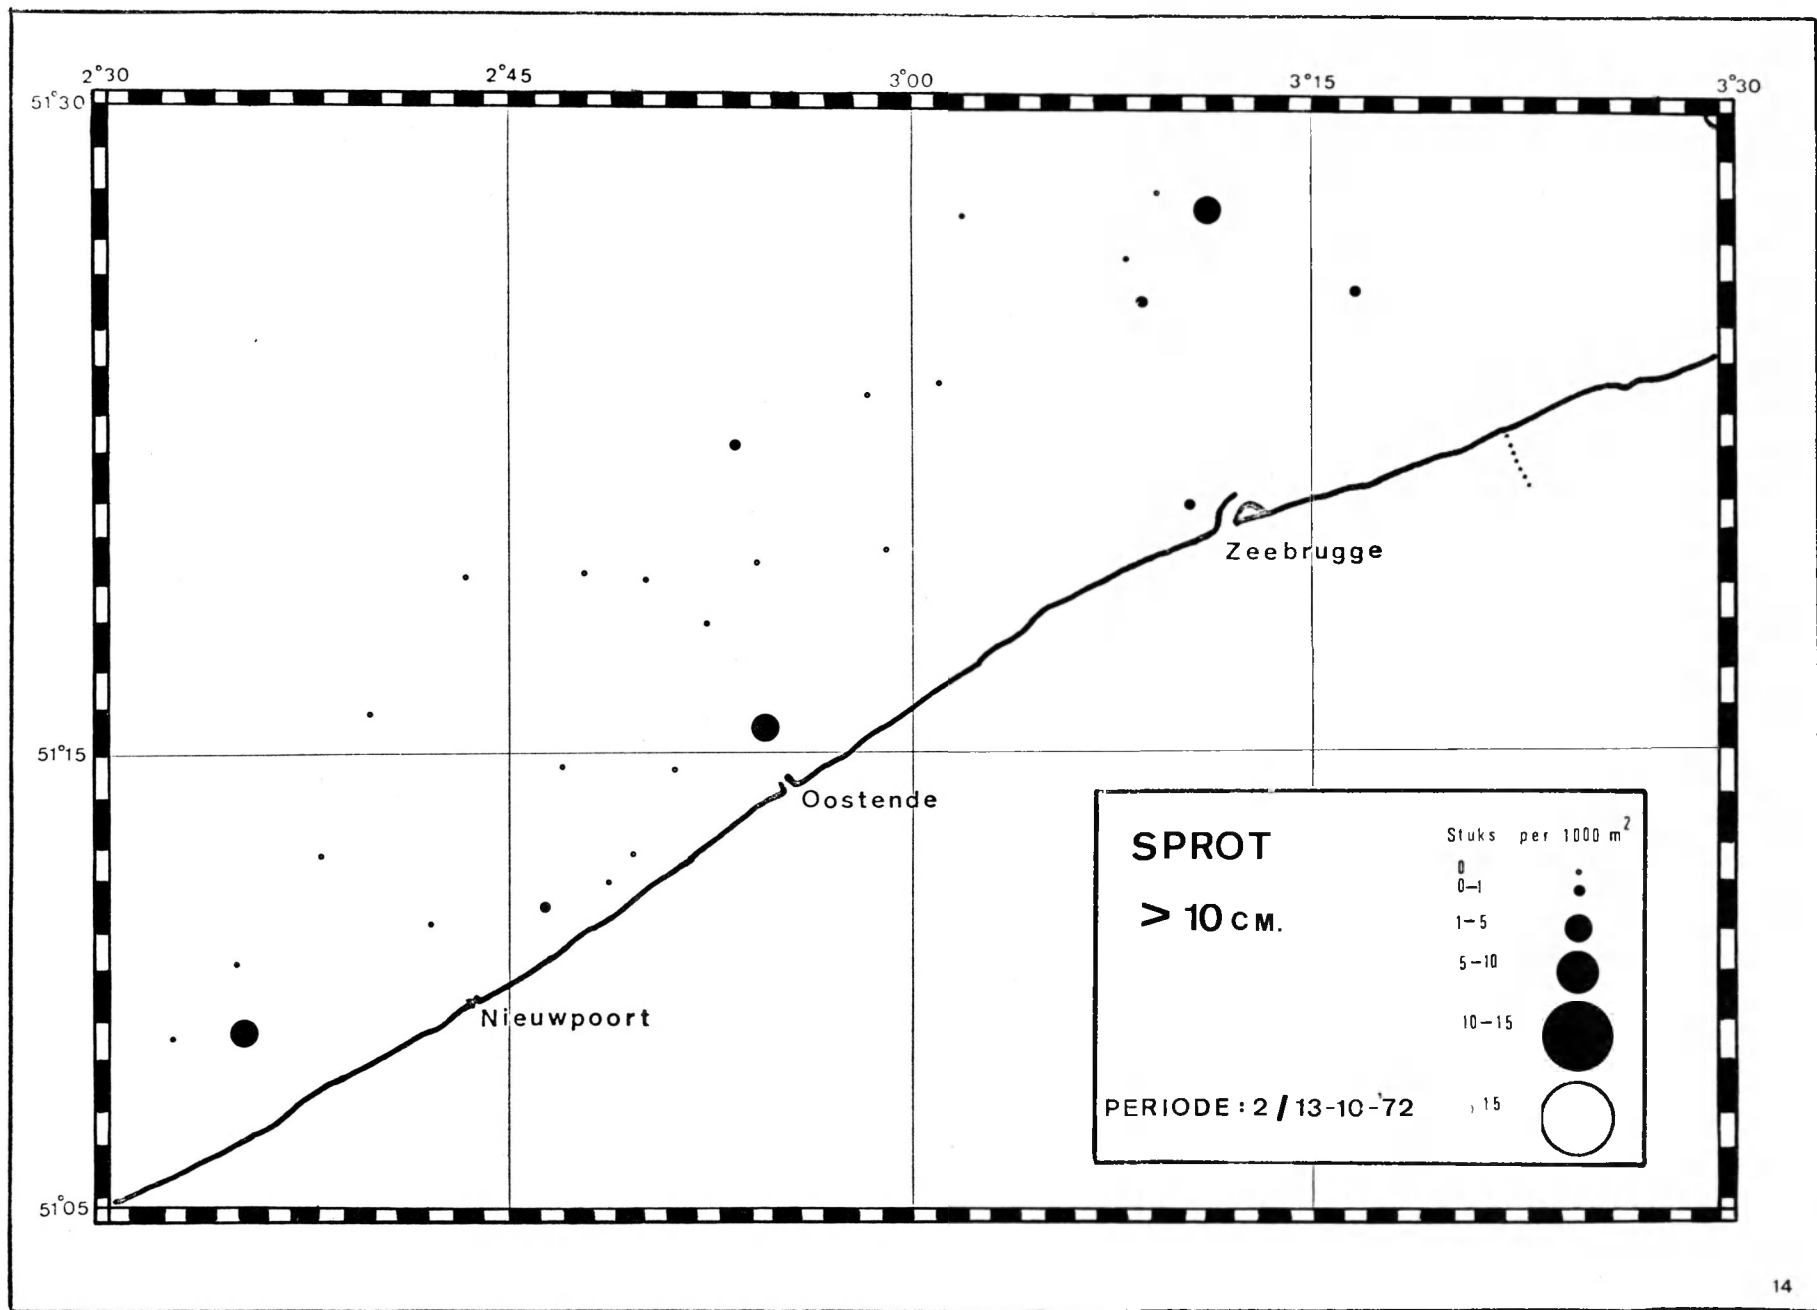 2°30 2°45 3°00 3°15 3°30
51°30
Zeebrugge
51°15
Oostende
SPROT
> 10 CM.
Stuks per 1000 m²
0
0-1
1-5
5-10
10-15
Nieuwpoort
PERIODE: 2 / 13-10-72
15
51°05
14